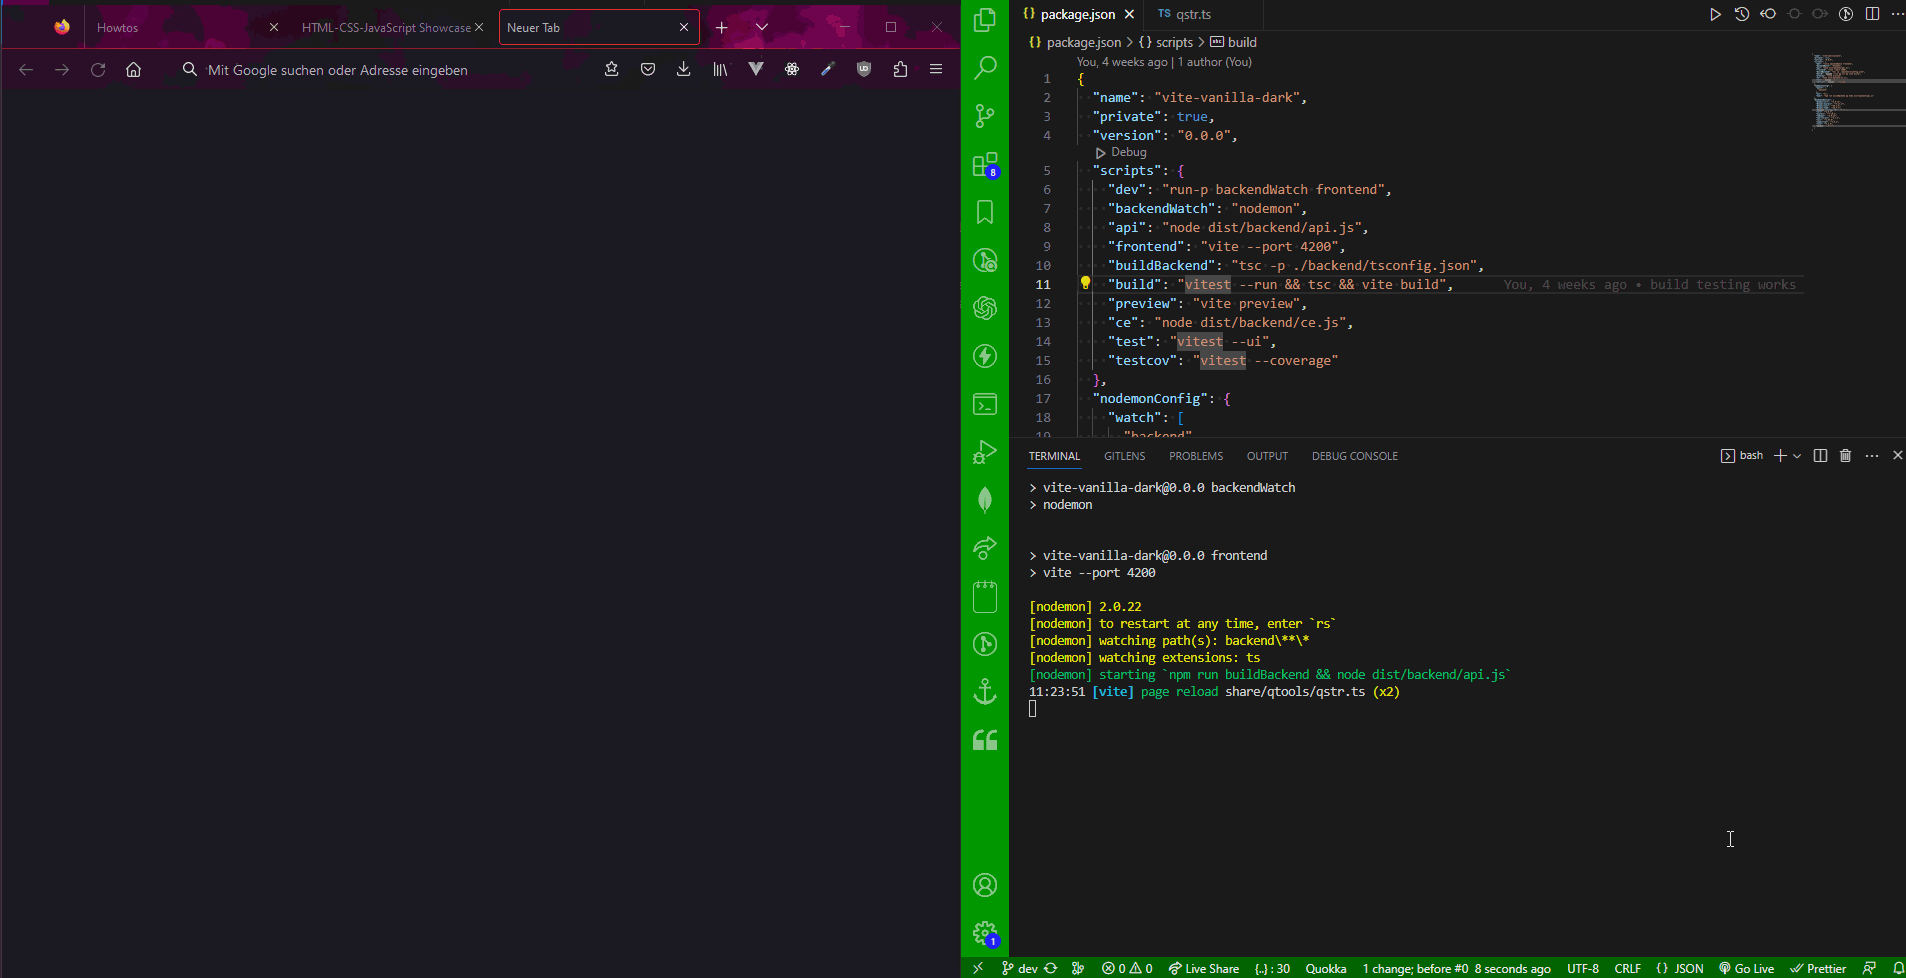 Howtos
HTML-CSS-JavaScript Showcase
Neuer Tab
Mit Google suchen oder Adresse eingeben
package.json
TS qstr.ts
{} package.json > {} scripts > build
You, 4 weeks ago | 1 author (You)
1 {
2 "name": "vite-vanilla-dark",
3 "private": true,
4 "version": "0.0.0",
Debug
5 "scripts": {
6 "dev": "run-p backendWatch frontend",
7 "backendWatch": "nodemon",
8 "api": "node dist/backend/api.js",
9 "frontend": "vite --port 4200",
10 "buildBackend": "tsc -p ./backend/tsconfig.json",
11 "build": "vitest --run && tsc && vite build", You, 4 weeks ago • build testing works
12 "preview": "vite preview",
13 "ce": "node dist/backend/ce.js",
14 "test": "vitest --ui",
15 "testcov": "vitest --coverage"
16 },
17 "nodemonConfig": {
18 "watch": [
19 "backend"
8
1
TERMINAL GITLENS PROBLEMS OUTPUT DEBUG CONSOLE
bash
> vite-vanilla-dark@0.0.0 backendWatch
> nodemon
> vite-vanilla-dark@0.0.0 frontend
> vite --port 4200
[nodemon] 2.0.22
[nodemon] to restart at any time, enter `rs`
[nodemon] watching path(s): backend\**\*
[nodemon] watching extensions: ts
[nodemon] starting `npm run buildBackend && node dist/backend/api.js`
11:23:51 [vite] page reload share/qtools/qstr.ts (x2)
dev 0 0 Live Share {..} : 30 Quokka 1 change; before #0 8 seconds ago UTF-8 CRLF {} JSON Go Live Prettier